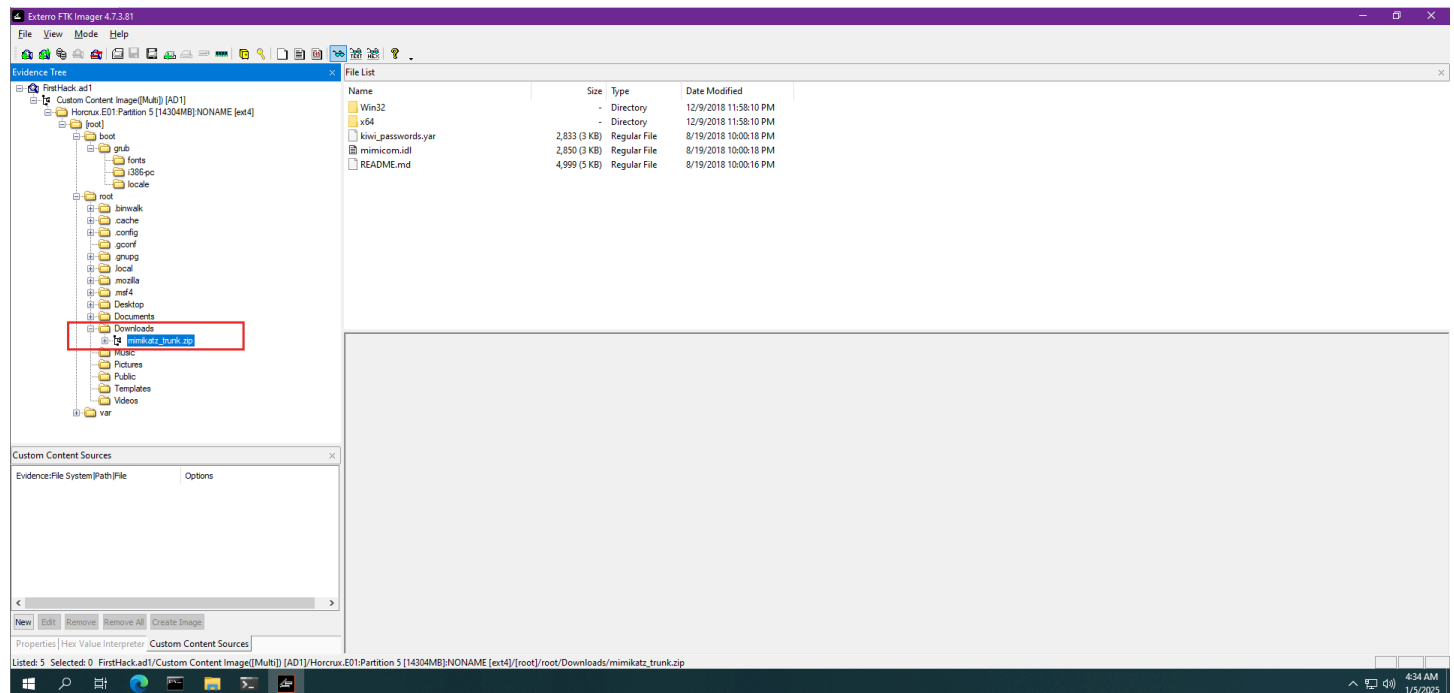 Exterro FTK Imager 4.7.3.81
File View Mode Help
Evidence Tree
FirstHack.ad1
Custom Content Image([Multi]) [AD1]
Horcrux.E01:Partition 5 [14304MB]:NONAME [ext4]
[root]
boot
grub
fonts
i386-pc
locale
root
.binwalk
.cache
.config
.gconf
.gnupg
.local
.mozilla
.msf4
Desktop
Documents
Downloads
mimikatz_trunk.zip
Music
Pictures
Public
Templates
Videos
var
File List
Name Size Type Date Modified
Win32 - Directory 12/9/2018 11:58:10 PM
x64 - Directory 12/9/2018 11:58:10 PM
kiwi_passwords.yar 2,833 (3 KB) Regular File 8/19/2018 10:00:18 PM
mimicom.idl 2,850 (3 KB) Regular File 8/19/2018 10:00:18 PM
README.md 4,999 (5 KB) Regular File 8/19/2018 10:00:16 PM
Custom Content Sources
Evidence:File System|Path|File Options
New Edit Remove Remove All Create Image
Properties Hex Value Interpreter Custom Content Sources
Listed: 5 Selected: 0 FirstHack.ad1/Custom Content Image([Multi]) [AD1]/Horcrux.E01:Partition 5 [14304MB]:NONAME [ext4]/[root]/root/Downloads/mimikatz_trunk.zip
4:34 AM
1/5/2025